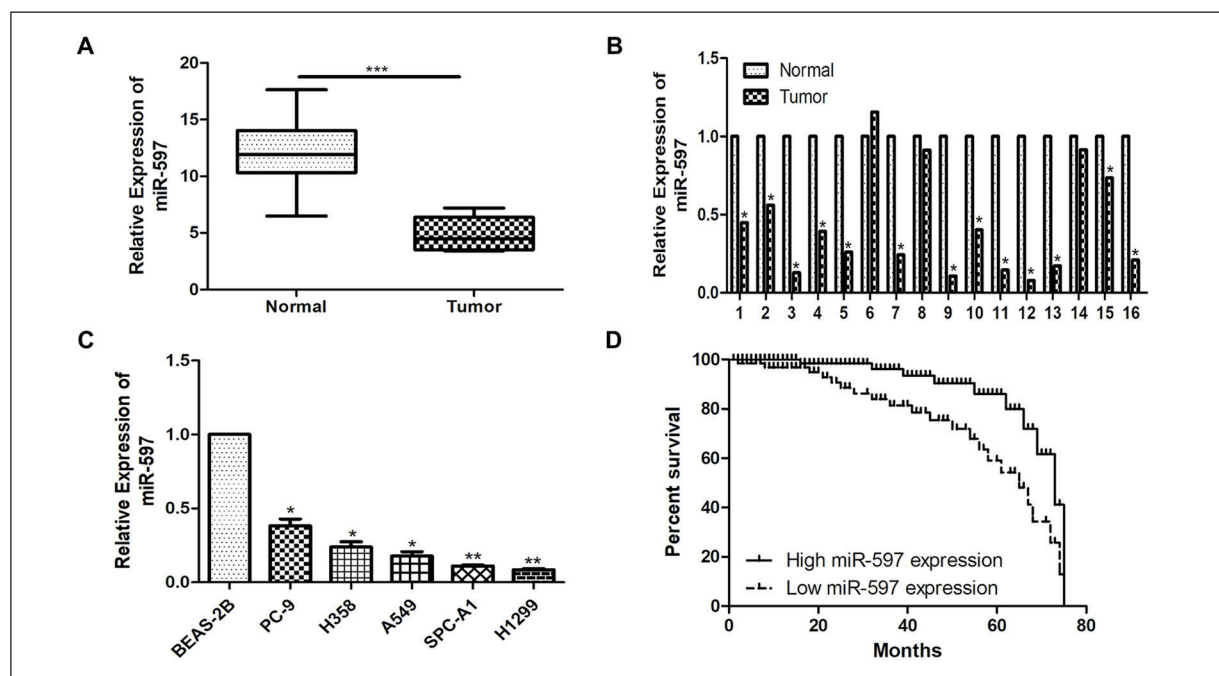 A
Relative Expression of
miR-597
20
15
10
5
0
***
Normal
Tumor
B
Relative Expression of
miR-597
1.5
1.0
0.5
0.0
Normal
Tumor
* * * * * * * * * * * * *
1 2 3 4 5 6 7 8 9 10 11 12 13 14 15 16
C
Relative Expression of
miR-597
1.5
1.0
0.5
0.0
* * * ** **
BEAS-2B
PC-9
H358
A549
SPC-A1
H1299
D
Percent survival
100
80
60
40
20
0
High miR-597 expression
Low miR-597 expression
0 20 40 60 80
Months